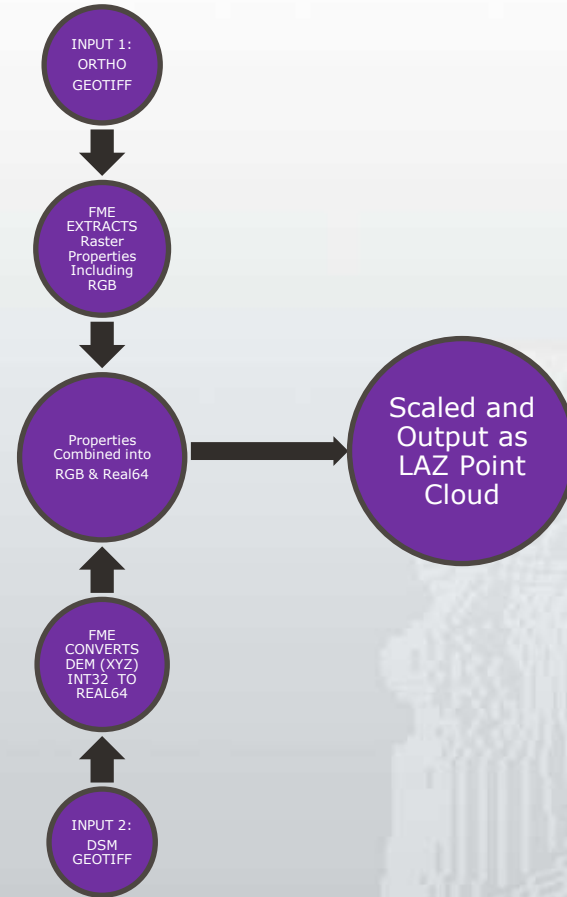 INPUT 1:
ORTHO
GEOTIFF
FME
EXTRACTS
Raster
Properties
Including
RGB
Properties
Combined into
RGB & Real64
Scaled and
Output as
LAZ Point
Cloud
FME
CONVERTS
DEM (XYZ)
INT32 TO
REAL64
INPUT 2:
DSM
GEOTIFF